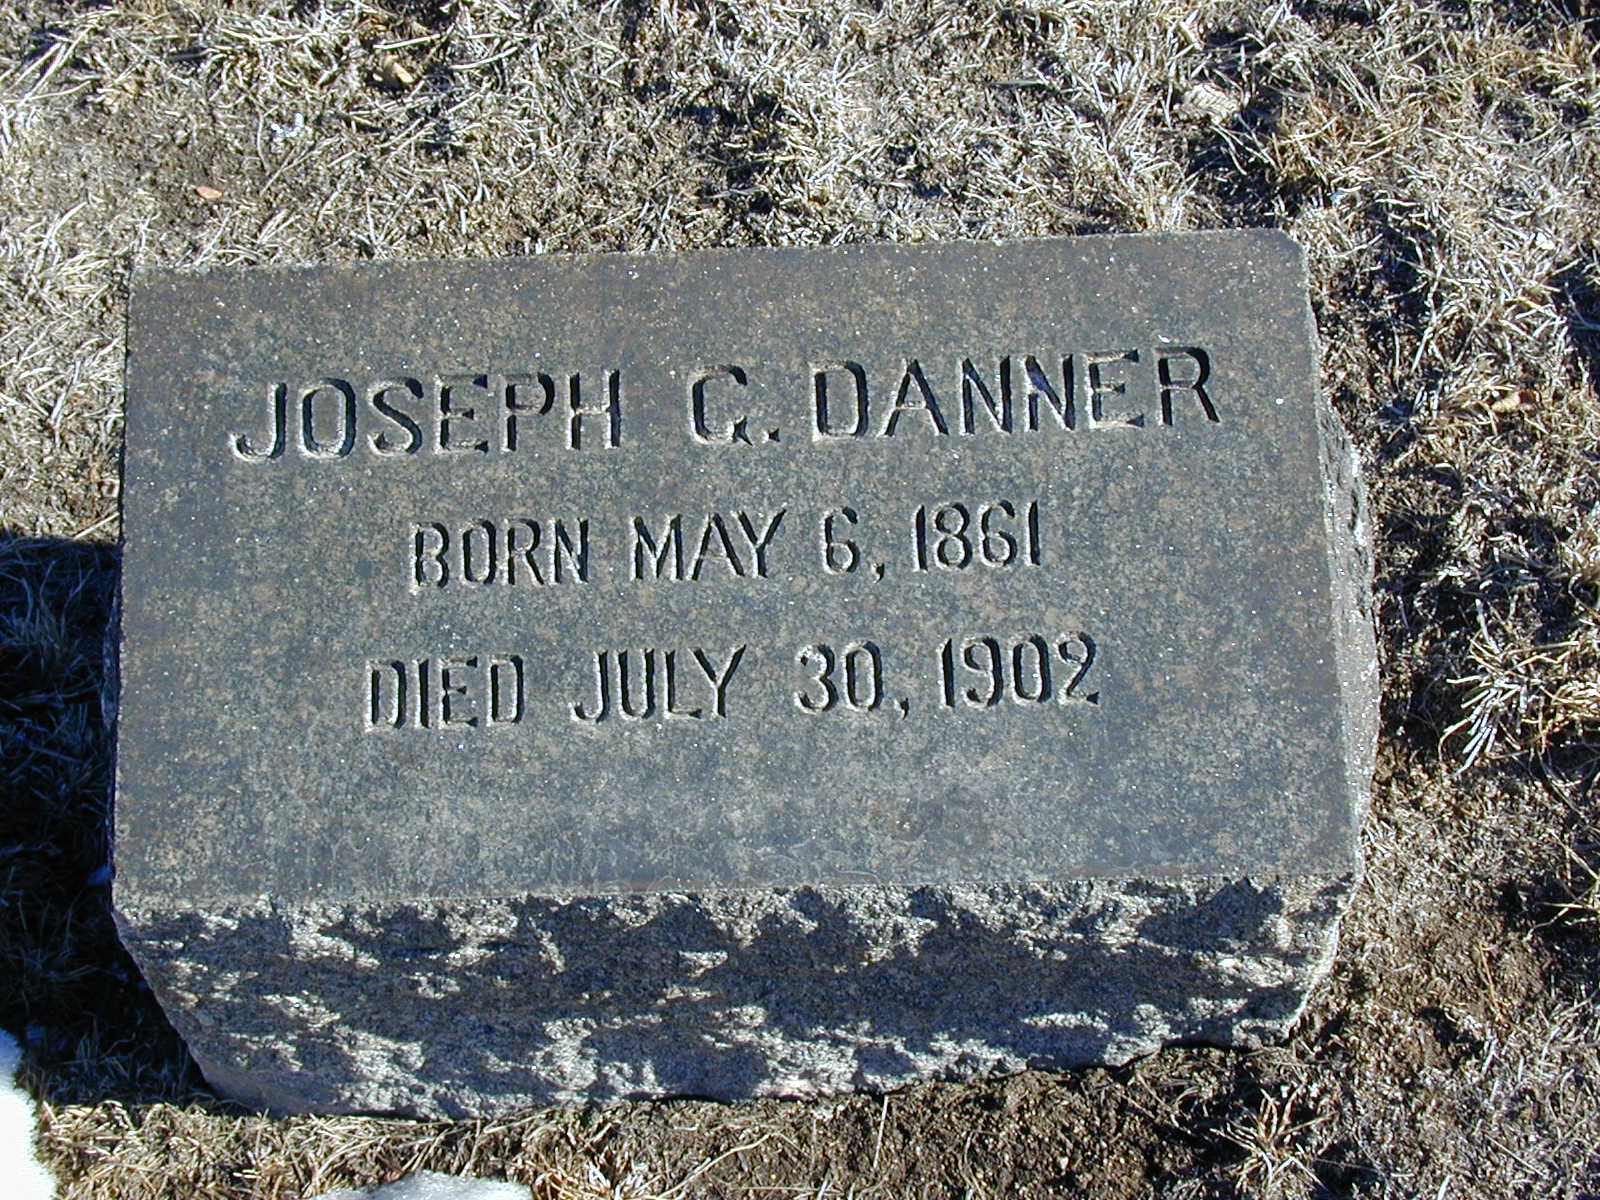 JOSEPH G. DANNER
BORN MAY 6, 1861
DIED JULY 30, 1902